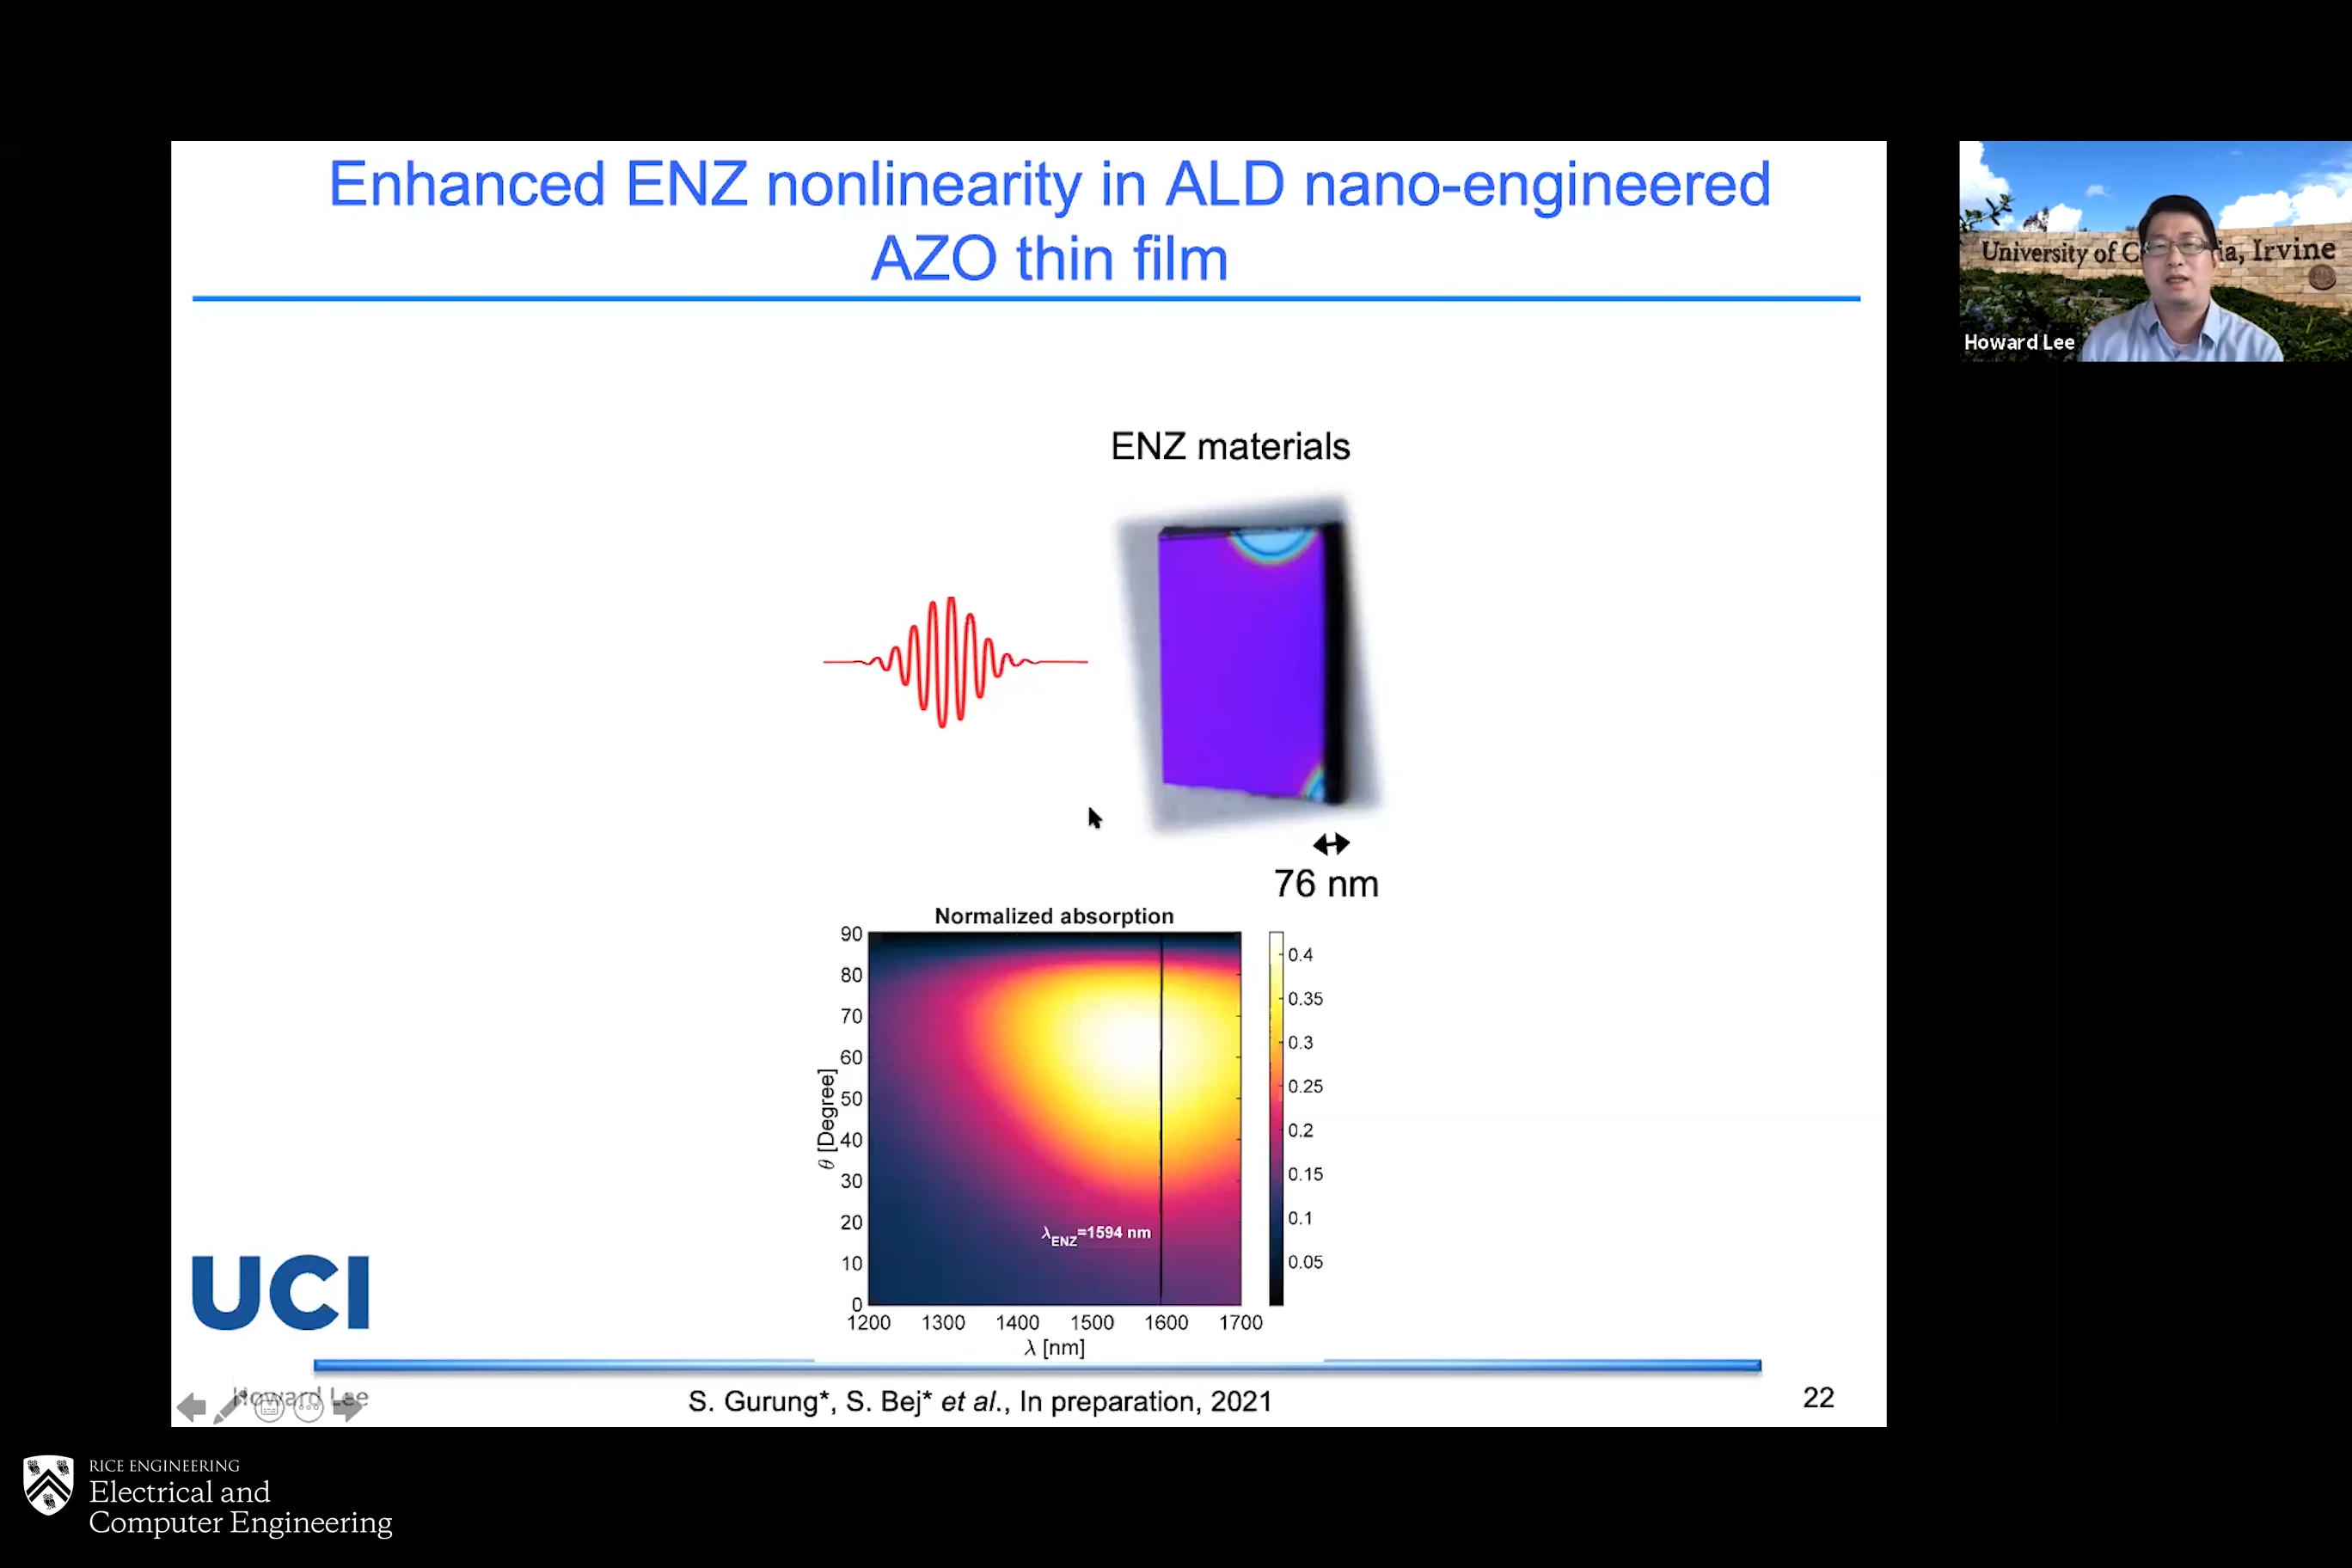 Enhanced ENZ nonlinearity in ALD nano-engineered
AZO thin film
University of C
ia, Irvine
Howard Lee
ENZ materials
76 nm
Normalized absorption
90
80
70
60
50
40
30
20
10
0
θ [Degree]
λENZ=1594 nm
1200 1300 1400 1500 1600 1700
λ [nm]
0.4
0.35
0.3
0.25
0.2
0.15
0.1
0.05
UCI
Howard Lee
S. Gurung*, S. Bej* et al., In preparation, 2021
22
RICE ENGINEERING
Electrical and
Computer Engineering